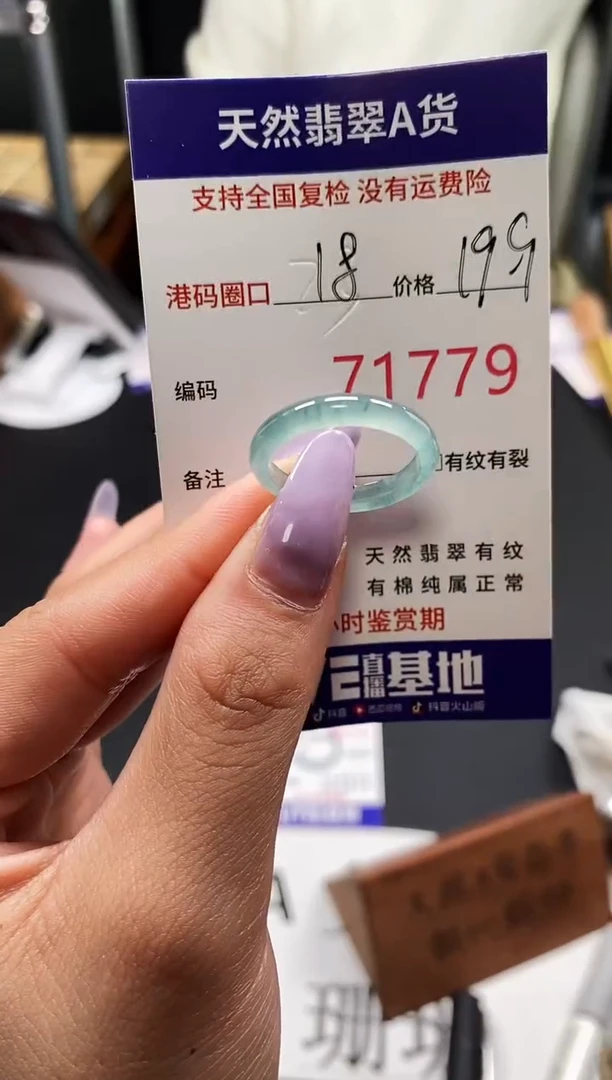 天然翡翠A货
支持全国复检 没有运费险
港码圈口 18 价格 199
编码 71779
备注 □有纹有裂
天然翡翠有纹
有棉纯属正常
小时鉴赏期
直播基地
抖音 抖音火山版
A
珊